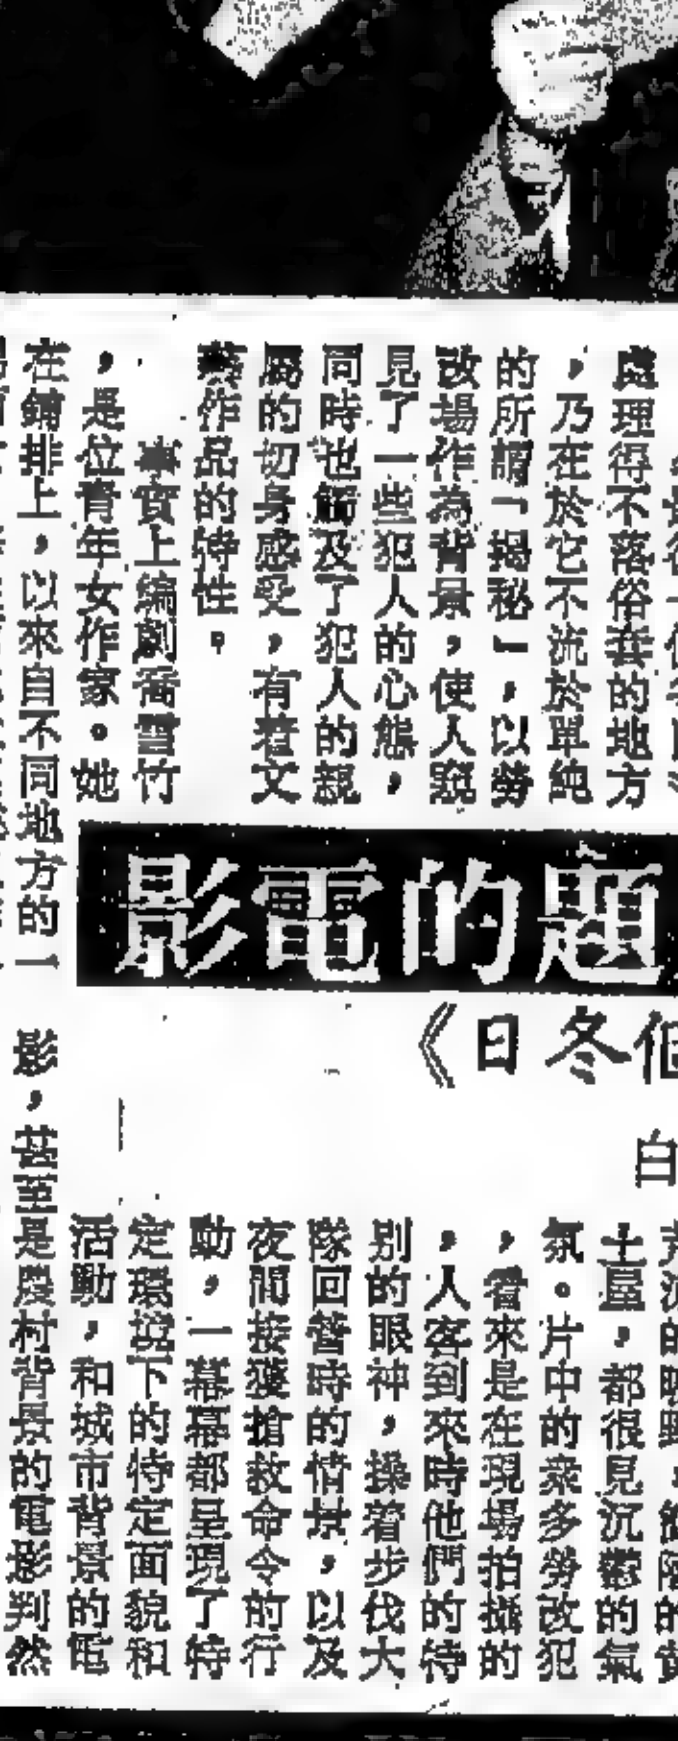 處理得不落俗套的地方
，乃在於它不流於單純
的所謂「揭秘」，以勞
改場作為背景，使人窺
見了一些犯人的心態，
同時也觸及了犯人的親
屬的切身感受，有着文
藝作品的特性。
事實上編劇喬雪竹
，是位青年女作家。她
在鋪排上，以來自不同地方的一
題的電影
個冬日》
白
土屋，都很見沉鬱的氣
氛。片中的衆多勞改犯
，看來是在現場拍攝的
，人客到來時他們的特
別的眼神，操着步伐大
隊回營時的情景，以及
夜間接獲搶救命令的行
動，一幕幕都呈現了特
定環境下的特定面貌和
活動，和城市背景的電
影，甚至是農村背景的電影判然